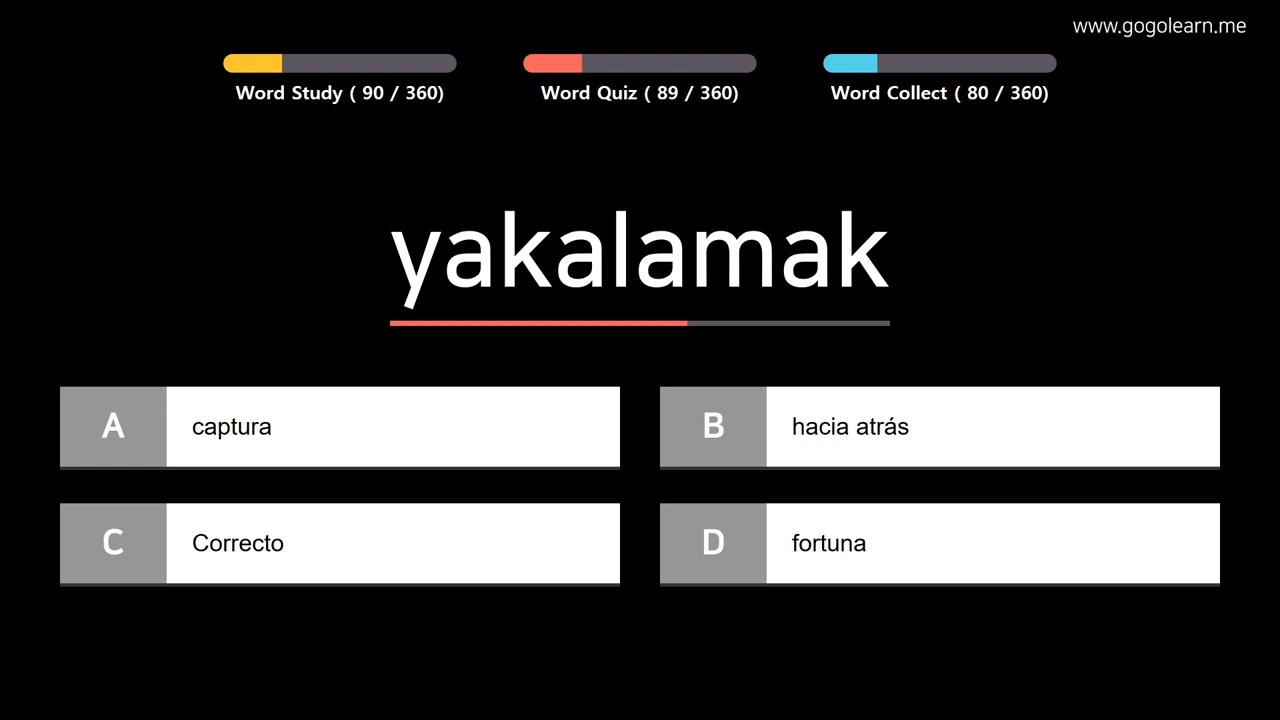 www.gogolearn.me
Word Study ( 90 / 360)
Word Quiz ( 89 / 360)
Word Collect ( 80 / 360)
yakalamak
A captura
B hacia atrás
C Correcto
D fortuna